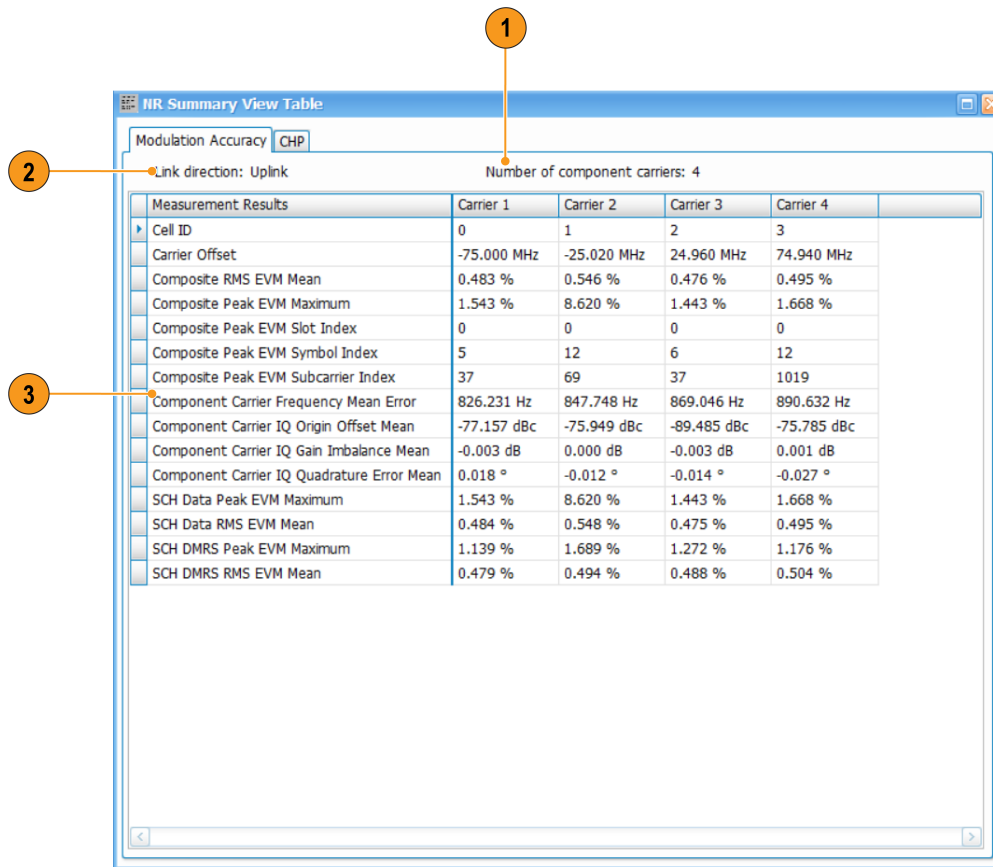 1
NR Summary View Table
Modulation Accuracy CHP
2
Link direction: Uplink Number of component carriers: 4
Measurement Results Carrier 1 Carrier 2 Carrier 3 Carrier 4
Cell ID 0 1 2 3
Carrier Offset -75.000 MHz -25.020 MHz 24.960 MHz 74.940 MHz
Composite RMS EVM Mean 0.483 % 0.546 % 0.476 % 0.495 %
Composite Peak EVM Maximum 1.543 % 8.620 % 1.443 % 1.668 %
Composite Peak EVM Slot Index 0 0 0 0
Composite Peak EVM Symbol Index 5 12 6 12
Composite Peak EVM Subcarrier Index 37 69 37 1019
3
Component Carrier Frequency Mean Error 826.231 Hz 847.748 Hz 869.046 Hz 890.632 Hz
Component Carrier IQ Origin Offset Mean -77.157 dBc -75.949 dBc -89.485 dBc -75.785 dBc
Component Carrier IQ Gain Imbalance Mean -0.003 dB 0.000 dB -0.003 dB 0.001 dB
Component Carrier IQ Quadrature Error Mean 0.018 ° -0.012 ° -0.014 ° -0.027 °
SCH Data Peak EVM Maximum 1.543 % 8.620 % 1.443 % 1.668 %
SCH Data RMS EVM Mean 0.484 % 0.548 % 0.475 % 0.495 %
SCH DMRS Peak EVM Maximum 1.139 % 1.689 % 1.272 % 1.176 %
SCH DMRS RMS EVM Mean 0.479 % 0.494 % 0.488 % 0.504 %